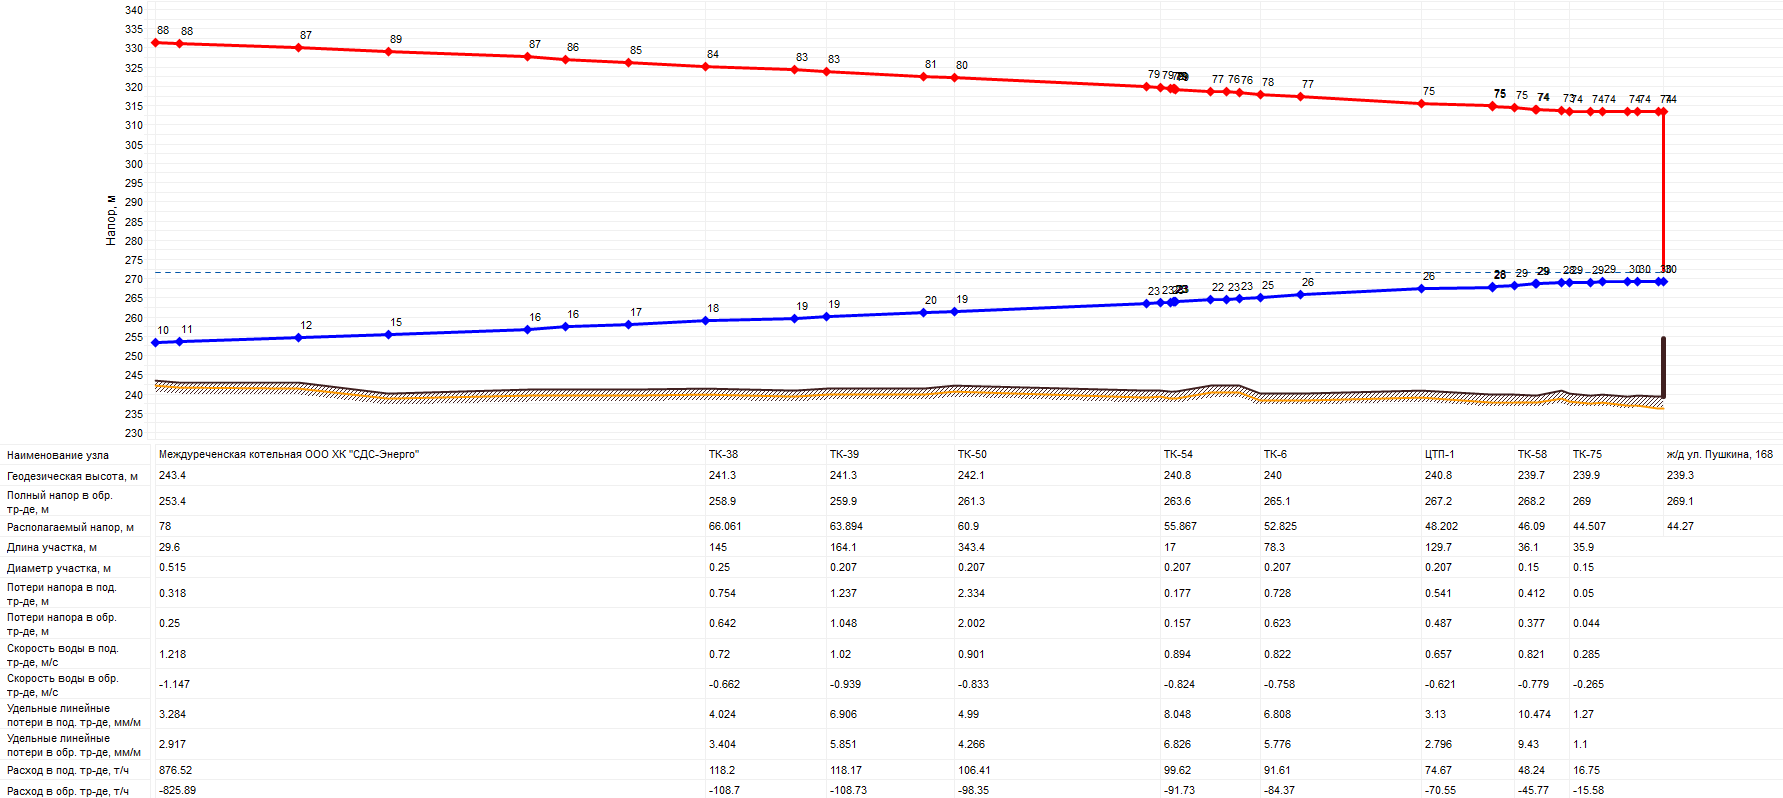 340
335
330
325
320
315
310
305
300
295
290
285
280
275
270
265
260
255
250
245
240
235
230
Напор, м
88 88 87 89 87 86 85 84 83 83 81 80 79 79 77 76 76 78 77 75 75 75 74 73 74 74 74 74 74 74
10 11 12 15 16 16 17 18 19 19 20 19 23 23 23 22 23 23 25 26 26 28 29 29 28 29 29 29 30 30 30
Наименование узла Междуреченская котельная ООО ХК "СДС-Энерго" ТК-38 ТК-39 ТК-50 ТК-54 ТК-6 ЦТП-1 ТК-58 ТК-75 ж/д ул. Пушкина, 168
Геодезическая высота, м 243.4 241.3 241.3 242.1 240.8 240 240.8 239.7 239.9 239.3
Полный напор в обр.
тр-де, м 253.4 258.9 259.9 261.3 263.6 265.1 267.2 268.2 269 269.1
Располагаемый напор, м 78 66.061 63.894 60.9 55.867 52.825 48.202 46.09 44.507 44.27
Длина участка, м 29.6 145 164.1 343.4 17 78.3 129.7 36.1 35.9
Диаметр участка, м 0.515 0.25 0.207 0.207 0.207 0.207 0.207 0.15 0.15
Потери напора в под.
тр-де, м 0.318 0.754 1.237 2.334 0.177 0.728 0.541 0.412 0.05
Потери напора в обр.
тр-де, м 0.25 0.642 1.048 2.002 0.157 0.623 0.487 0.377 0.044
Скорость воды в под.
тр-де, м/с 1.218 0.72 1.02 0.901 0.894 0.822 0.657 0.821 0.285
Скорость воды в обр.
тр-де, м/с -1.147 -0.662 -0.939 -0.833 -0.824 -0.758 -0.621 -0.779 -0.265
Удельные линейные
потери в под. тр-де, мм/м 3.284 4.024 6.906 4.99 8.048 6.808 3.13 10.474 1.27
Удельные линейные
потери в обр. тр-де, мм/м 2.917 3.404 5.851 4.266 6.826 5.776 2.796 9.43 1.1
Расход в под. тр-де, т/ч 876.52 118.2 118.17 106.41 99.62 91.61 74.67 48.24 16.75
Расход в обр. тр-де, т/ч -825.89 -108.7 -108.73 -98.35 -91.73 -84.37 -70.55 -45.77 -15.58